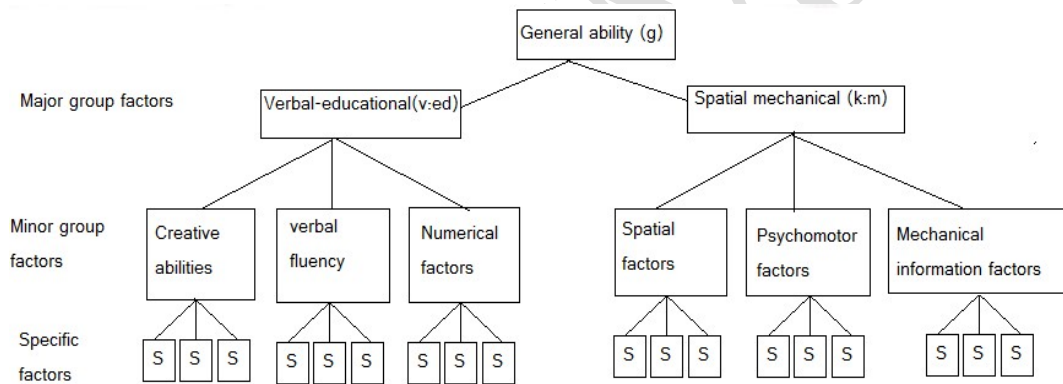 General ability (g)
Major group factors
Verbal-educational(v:ed)
Spatial mechanical (k:m)
Minor group
factors
Creative
abilities
verbal
fluency
Numerical
factors
Spatial
factors
Psychomotor
factors
Mechanical
information factors
Specific
factors
S S S
S S S
S S S
S S S
S S S
S S S